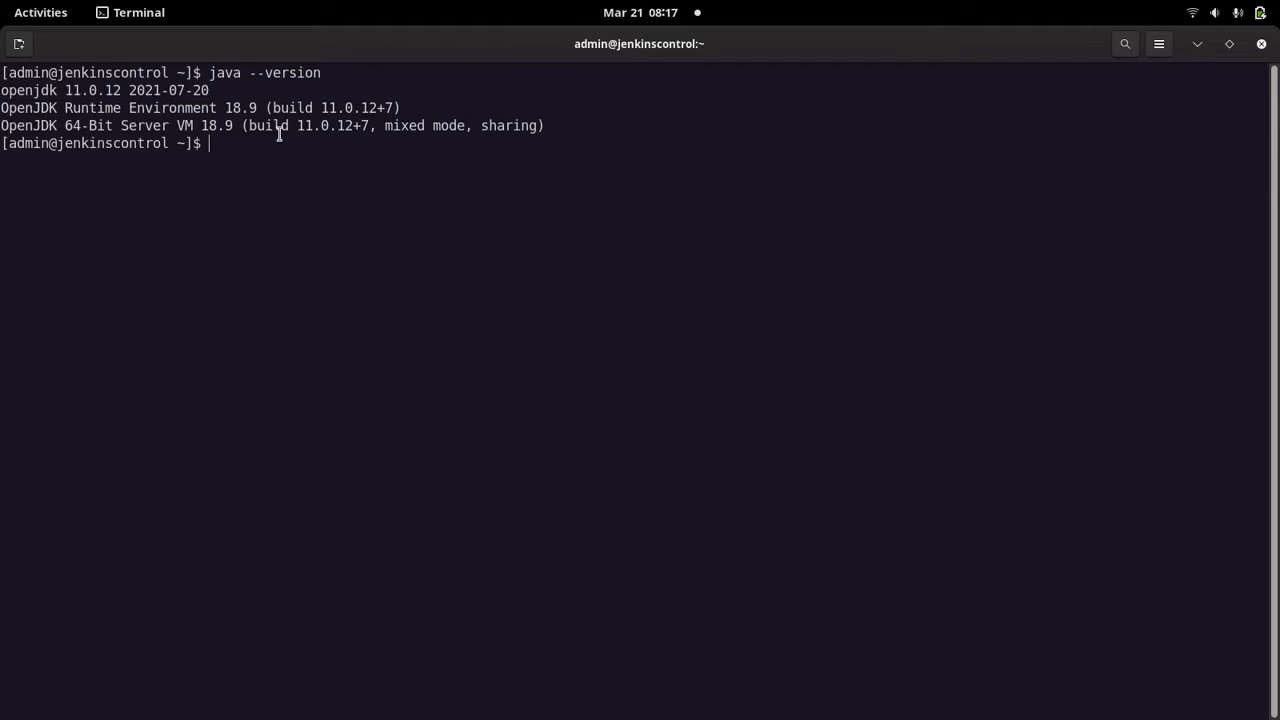 Activities Terminal Mar 21 08:17
admin@jenkinscontrol:~
[admin@jenkinscontrol ~]$ java --version
openjdk 11.0.12 2021-07-20
OpenJDK Runtime Environment 18.9 (build 11.0.12+7)
OpenJDK 64-Bit Server VM 18.9 (build 11.0.12+7, mixed mode, sharing)
[admin@jenkinscontrol ~]$